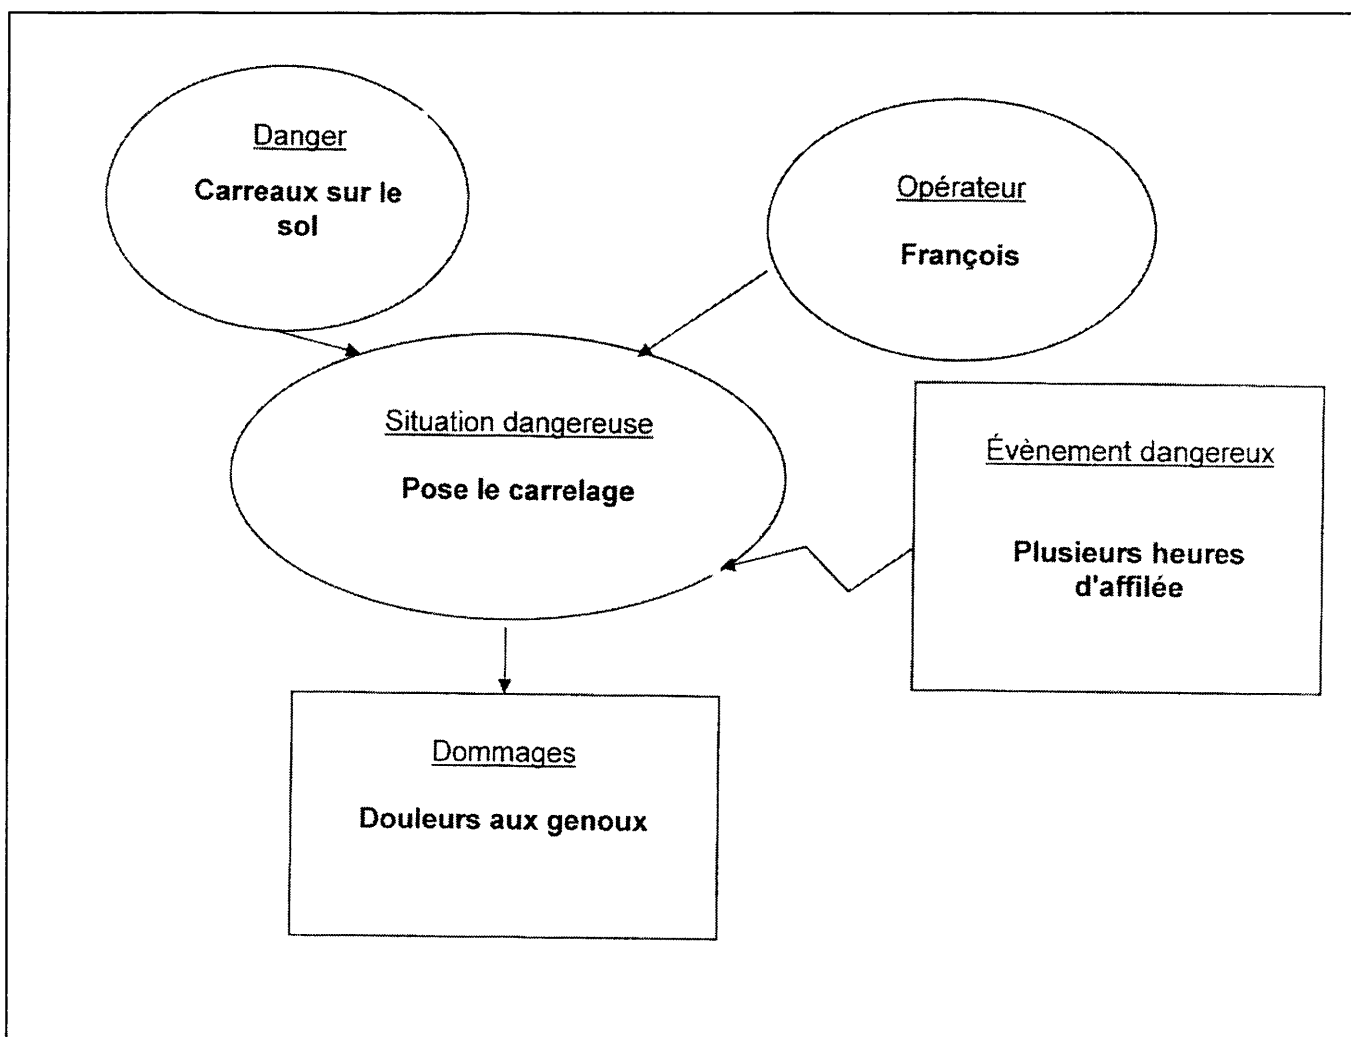 Danger
Carreaux sur le
sol
Opérateur
François
Situation dangereuse
Pose le carrelage
Évènement dangereux
Plusieurs heures
d'affilée
Dommages
Douleurs aux genoux